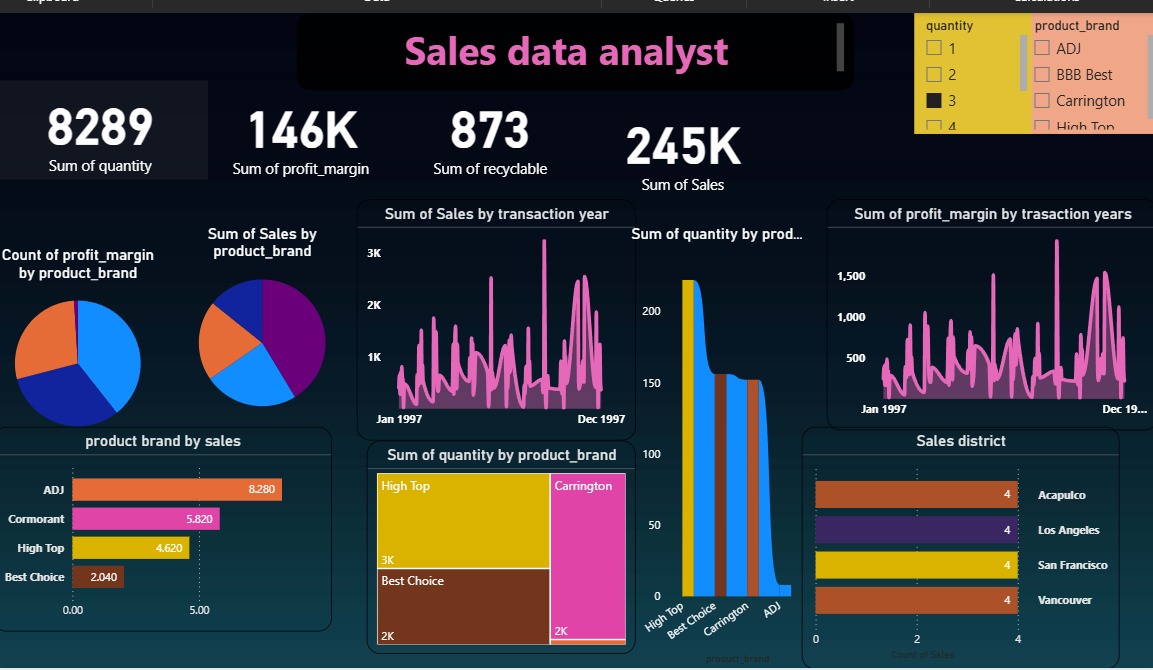 Sales data analyst
quantity
1
2
3
4
product_brand
ADJ
BBB Best
Carrington
High Top
8289
Sum of quantity
146K
Sum of profit_margin
873
Sum of recyclable
245K
Sum of Sales
Count of profit_margin
by product_brand
Sum of Sales by
product_brand
Sum of Sales by transaction year
3K
2K
1K
Jan 1997
Dec 1997
Sum of quantity by prod...
200
150
100
50
0
High Top
Best Choice
Carrington
ADJ
product_brand
Sum of profit_margin by trasaction years
1,500
1,000
500
Jan 1997
Dec 19...
product brand by sales
ADJ
8.280
Cormorant
5.820
High Top
4.620
Best Choice
2.040
0.00
5.00
Sum of quantity by product_brand
High Top
3K
Best Choice
2K
Carrington
2K
Sales district
4
Acapulco
4
Los Angeles
4
San Francisco
4
Vancouver
0
2
4
Count of Sales